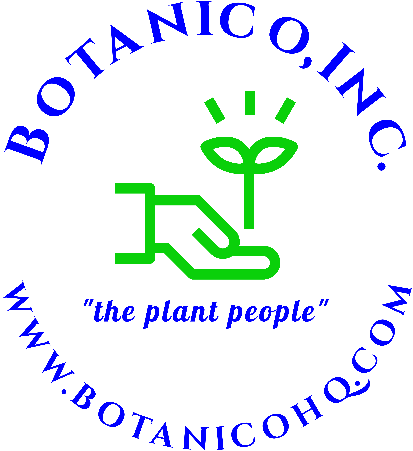 BOTANICO, INC.
"the plant people"
WWW.BOTANICOHQ.COM